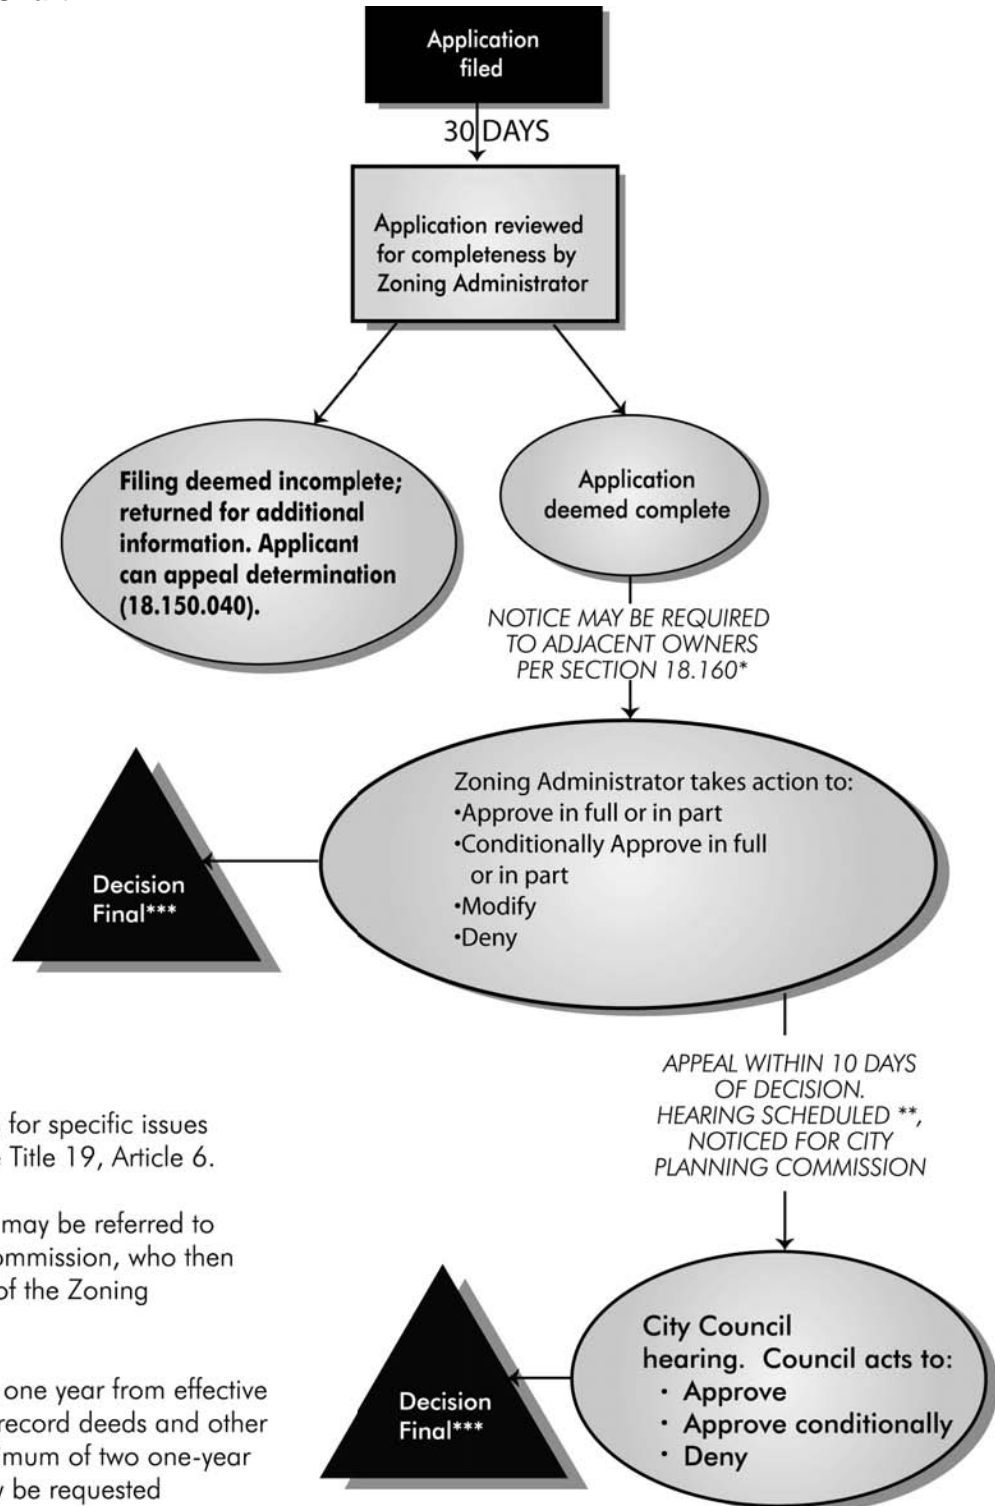 Application
filed
30 DAYS
Application reviewed
for completeness by
Zoning Administrator
Filing deemed incomplete;
returned for additional
information. Applicant
can appeal determination
(18.150.040).
Application
deemed complete
NOTICE MAY BE REQUIRED
TO ADJACENT OWNERS
PER SECTION 18.160*
Zoning Administrator takes action to:
•Approve in full or in part
•Conditionally Approve in full
or in part
•Modify
•Deny
Decision
Final***
APPEAL WITHIN 10 DAYS
OF DECISION.
HEARING SCHEDULED **,
NOTICED FOR CITY
PLANNING COMMISSION
for specific issues
Title 19, Article 6.
may be referred to
ommission, who then
of the Zoning
one year from effective
record deeds and other
imum of two one-year
be requested
City Council
hearing. Council acts to:
• Approve
• Approve conditionally
• Deny
Decision
Final***